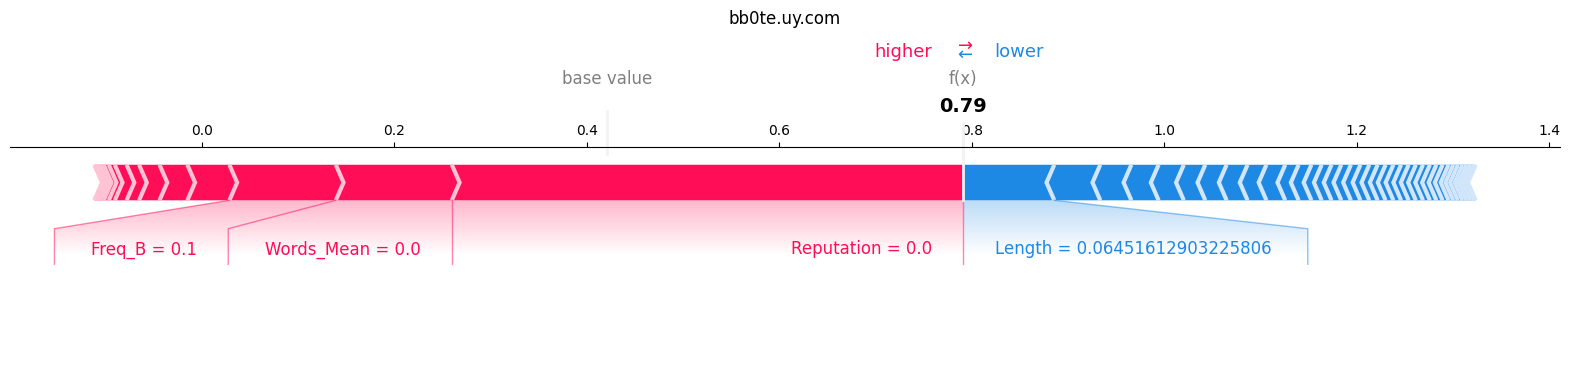 bb0te.uy.com
higher ⇄ lower
base value f(x)
0.79
0.0 0.2 0.4 0.6 0.8 1.0 1.2 1.4
Freq_B = 0.1 Words_Mean = 0.0 Reputation = 0.0 Length = 0.06451612903225806